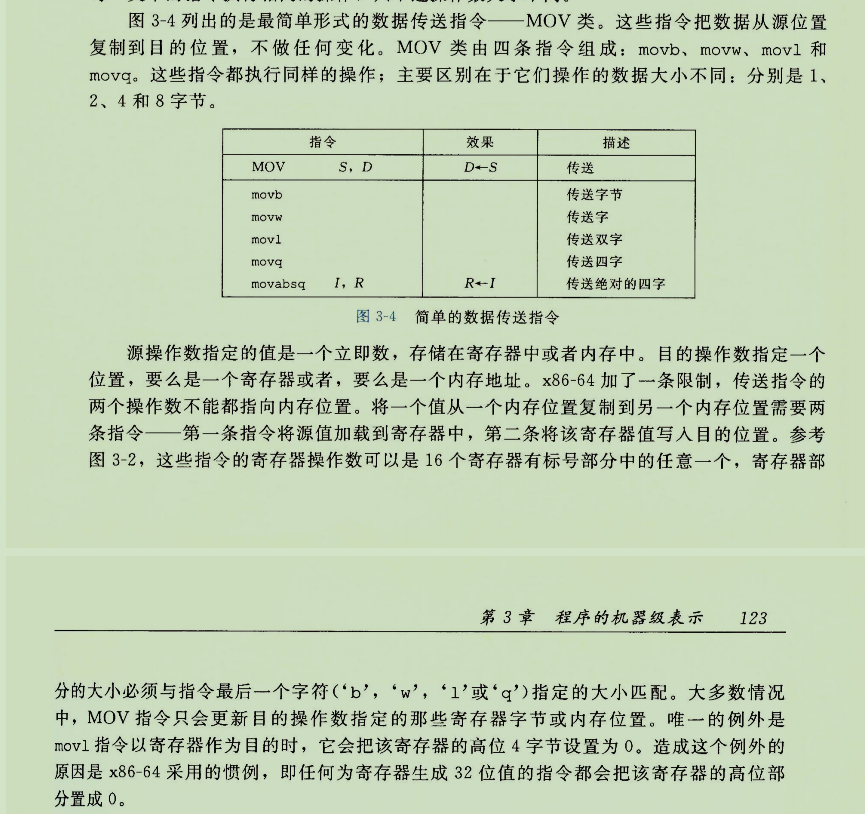 图 3-4 列出的是最简单形式的数据传送指令——MOV 类。这些指令把数据从源位置
复制到目的位置，不做任何变化。MOV 类由四条指令组成：movb、movw、movl 和
movq。这些指令都执行同样的操作；主要区别在于它们操作的数据大小不同：分别是 1、
2、4 和 8 字节。
指令 效果 描述
MOV S, D D←S 传送
movb 传送字节
movw 传送字
movl 传送双字
movq 传送四字
movabsq I, R R←I 传送绝对的四字
图 3-4 简单的数据传送指令
源操作数指定的值是一个立即数，存储在寄存器中或者内存中。目的操作数指定一个
位置，要么是一个寄存器或者，要么是一个内存地址。x86-64 加了一条限制，传送指令的
两个操作数不能都指向内存位置。将一个值从一个内存位置复制到另一个内存位置需要两
条指令——第一条指令将源值加载到寄存器中，第二条将该寄存器值写入目的位置。参考
图 3-2，这些指令的寄存器操作数可以是 16 个寄存器有标号部分中的任意一个，寄存器部
第 3 章 程序的机器级表示 123
分的大小必须与指令最后一个字符(‘b’，‘w’，‘l’或‘q’)指定的大小匹配。大多数情况
中，MOV 指令只会更新目的操作数指定的那些寄存器字节或内存位置。唯一的例外是
movl 指令以寄存器作为目的时，它会把该寄存器的高位 4 字节设置为 0。造成这个例外的
原因是 x86-64 采用的惯例，即任何为寄存器生成 32 位值的指令都会把该寄存器的高位部
分置成 0。